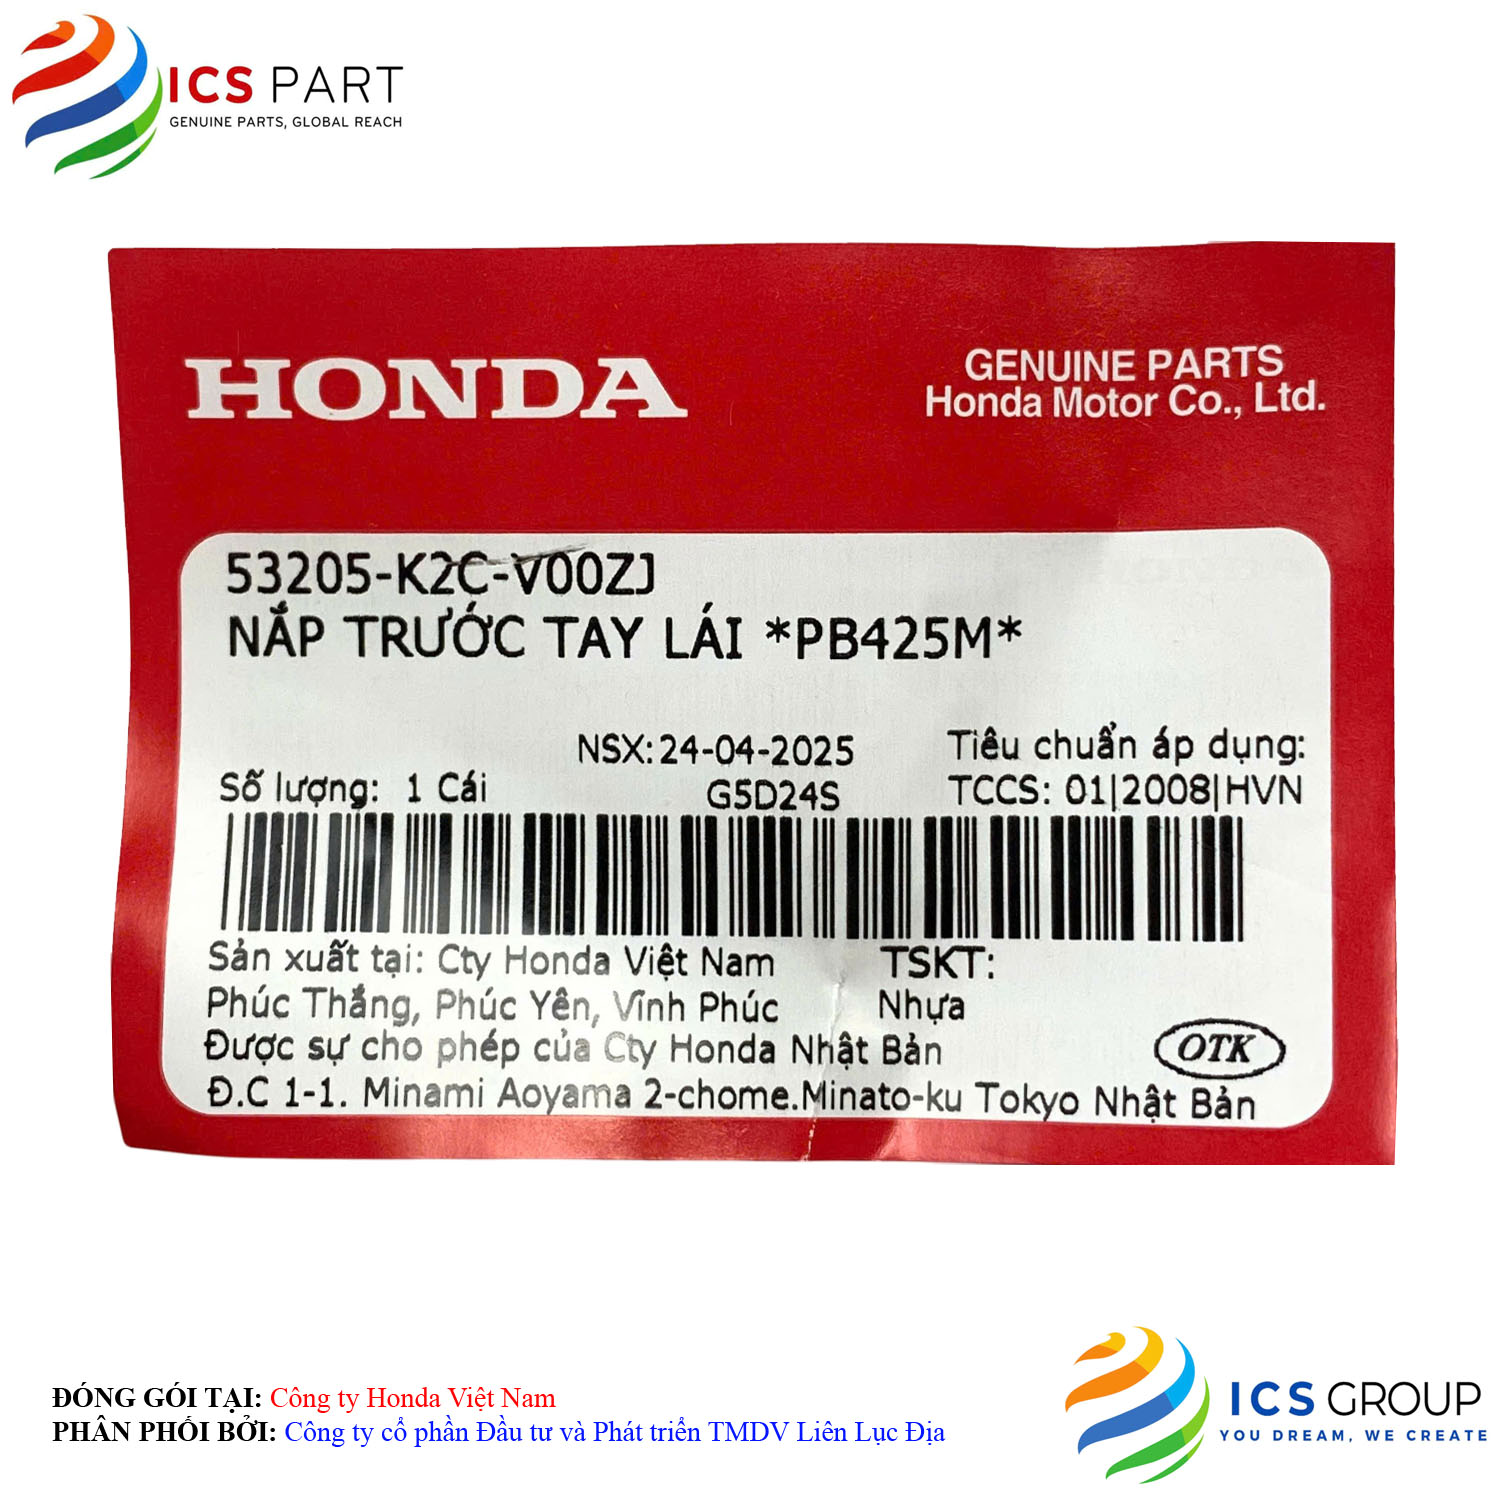 ICS PART
GENUINE PARTS, GLOBAL REACH
HONDA
GENUINE PARTS
Honda Motor Co., Ltd.
53205-K2C-V00ZJ
NẮP TRƯỚC TAY LÁI *PB425M*
NSX: 24-04-2025
Tiêu chuẩn áp dụng:
Số lượng: 1 Cái
G5D24S
TCCS: 01|2008|HVN
Sản xuất tại: Cty Honda Việt Nam
TSKT:
Phúc Thắng, Phúc Yên, Vĩnh Phúc
Nhựa
Được sự cho phép của Cty Honda Nhật Bản
OTK
Đ.C 1-1. Minami Aoyama 2-chome.Minato-ku Tokyo Nhật Bản
ĐÓNG GÓI TẠI: Công ty Honda Việt Nam
PHÂN PHỐI BỞI: Công ty cổ phần Đầu tư và Phát triển TMDV Liên Lục Địa
ICS GROUP
YOU DREAM, WE CREATE